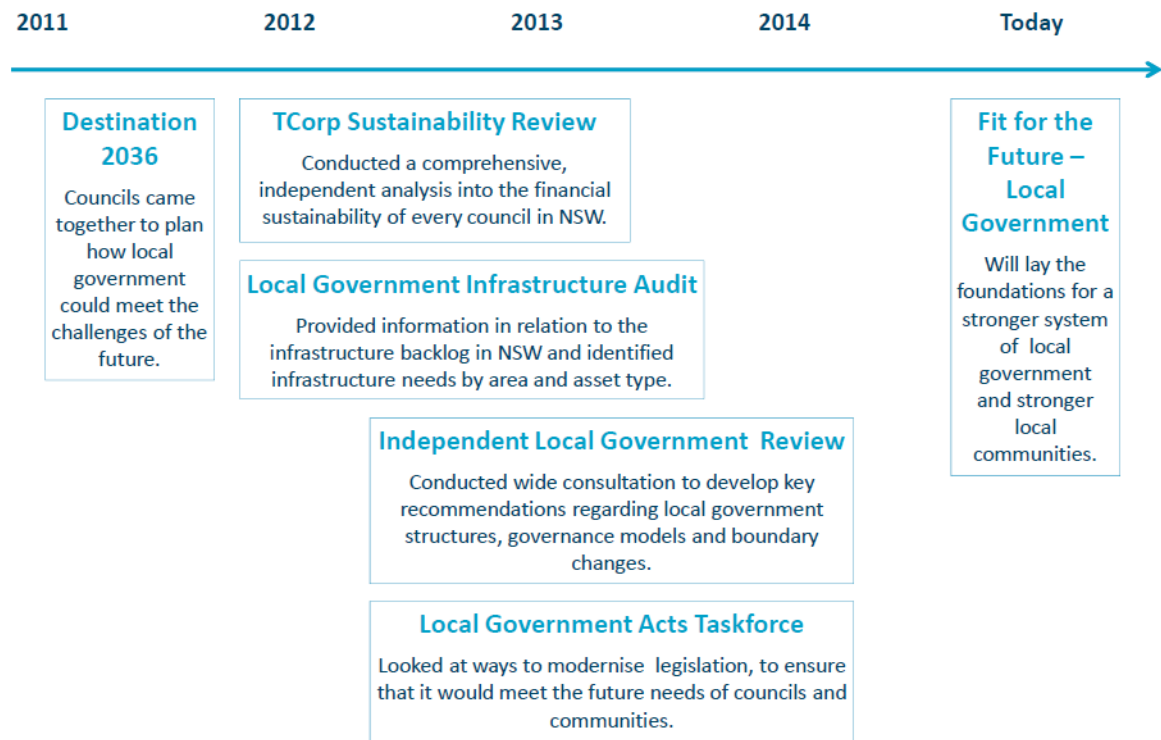 2011 2012 2013 2014 Today
Destination
2036
Councils came
together to plan
how local
government
could meet the
challenges of the
future.
TCorp Sustainability Review
Conducted a comprehensive,
independent analysis into the financial
sustainability of every council in NSW.
Local Government Infrastructure Audit
Provided information in relation to the
infrastructure backlog in NSW and identified
infrastructure needs by area and asset type.
Independent Local Government Review
Conducted wide consultation to develop key
recommendations regarding local government
structures, governance models and boundary
changes.
Local Government Acts Taskforce
Looked at ways to modernise legislation, to ensure
that it would meet the future needs of councils and
communities.
Fit for the
Future –
Local
Government
Will lay the
foundations for a
stronger system
of local
government
and stronger
local
communities.